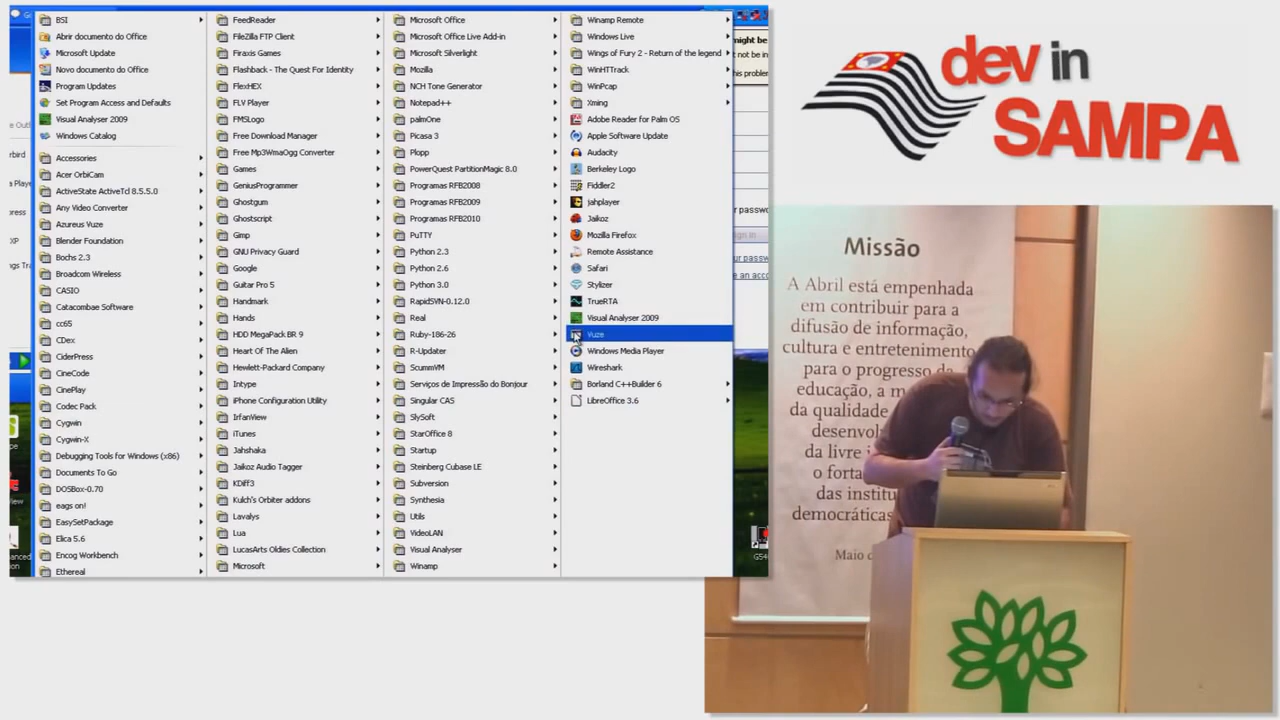 BSI
Abrir documento do Office
Microsoft Update
Novo documento do Office
Program Updates
Set Program Access and Defaults
Visual Analyser 2009
Windows Catalog
Accessories
Acer OrbiCam
ActiveState ActiveTcl 8.5.5.0
Any Video Converter
Azureus Vuze
Blender Foundation
Bochs 2.3
Broadcom Wireless
CASIO
Catacombae Software
cc65
CDex
CiderPress
CineCode
CinePlay
Codec Pack
Cygwin
Cygwin-X
Debugging Tools for Windows (x86)
Documents To Go
DOSBox-0.70
eags on!
EasySetPackage
Elica 5.6
Encog Workbench
Ethereal
FeedReader
FileZilla FTP Client
Firaxis Games
Flashback - The Quest For Identity
FlexHEX
FLV Player
FMSLogo
Free Download Manager
Free Mp3WmaOgg Converter
Games
GeniusProgrammer
Ghostgum
Ghostscript
Gimp
GNU Privacy Guard
Google
Guitar Pro 5
Handmark
Hands
HDD MegaPack BR 9
Heart Of The Alien
Hewlett-Packard Company
Intype
iPhone Configuration Utility
IrfanView
iTunes
Jahshaka
Jaikoz Audio Tagger
KDiff3
Kulch's Orbiter addons
Lavalys
Lua
LucasArts Oldies Collection
Microsoft
Microsoft Office
Microsoft Office Live Add-in
Microsoft Silverlight
Mozilla
NCH Tone Generator
Notepad++
palmOne
Picasa 3
Plopp
PowerQuest PartitionMagic 8.0
Programas RFB2008
Programas RFB2009
Programas RFB2010
PuTTY
Python 2.3
Python 2.6
Python 3.0
RapidSVN-0.12.0
Real
Ruby-186-26
R-Updater
ScummVM
Serviços de Impressão do Bonjour
Singular CAS
SlySoft
StarOffice 8
Startup
Steinberg Cubase LE
Subversion
Synthesia
Utils
VideoLAN
Visual Analyser
Winamp
Winamp Remote
Windows Live
Wings of Fury 2 - Return of the legend
WinHTTrack
WinPcap
Xming
Adobe Reader for Palm OS
Apple Software Update
Audacity
Berkeley Logo
Fiddler2
jahplayer
Jaikoz
Mozilla Firefox
Remote Assistance
Safari
Stylizer
TrueRTA
Visual Analyser 2009
Vuze
Windows Media Player
Wireshark
Borland C++Builder 6
LibreOffice 3.6
might be
not be in
his problem
dev in
SAMPA
Missão
A Abril está empenhada
em contribuir para a
difusão de informação,
cultura e entretenimento
para o progresso da
educação, a
da qualidade
desenvol
da livre i
o forta
das institu
democráticas
Maio d